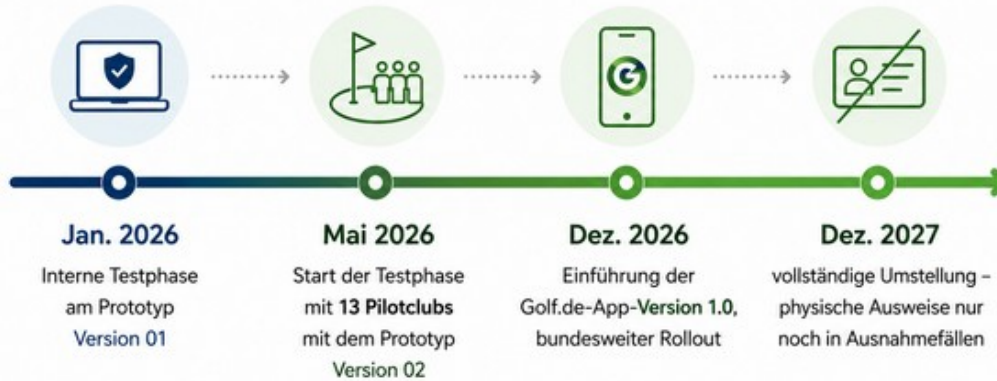 Jan. 2026
Interne Testphase
am Prototyp
Version 01
Mai 2026
Start der Testphase
mit 13 Pilotclubs
mit dem Prototyp
Version 02
Dez. 2026
Einführung der
Golf.de-App-Version 1.0,
bundesweiter Rollout
Dez. 2027
vollständige Umstellung –
physische Ausweise nur
noch in Ausnahmefällen